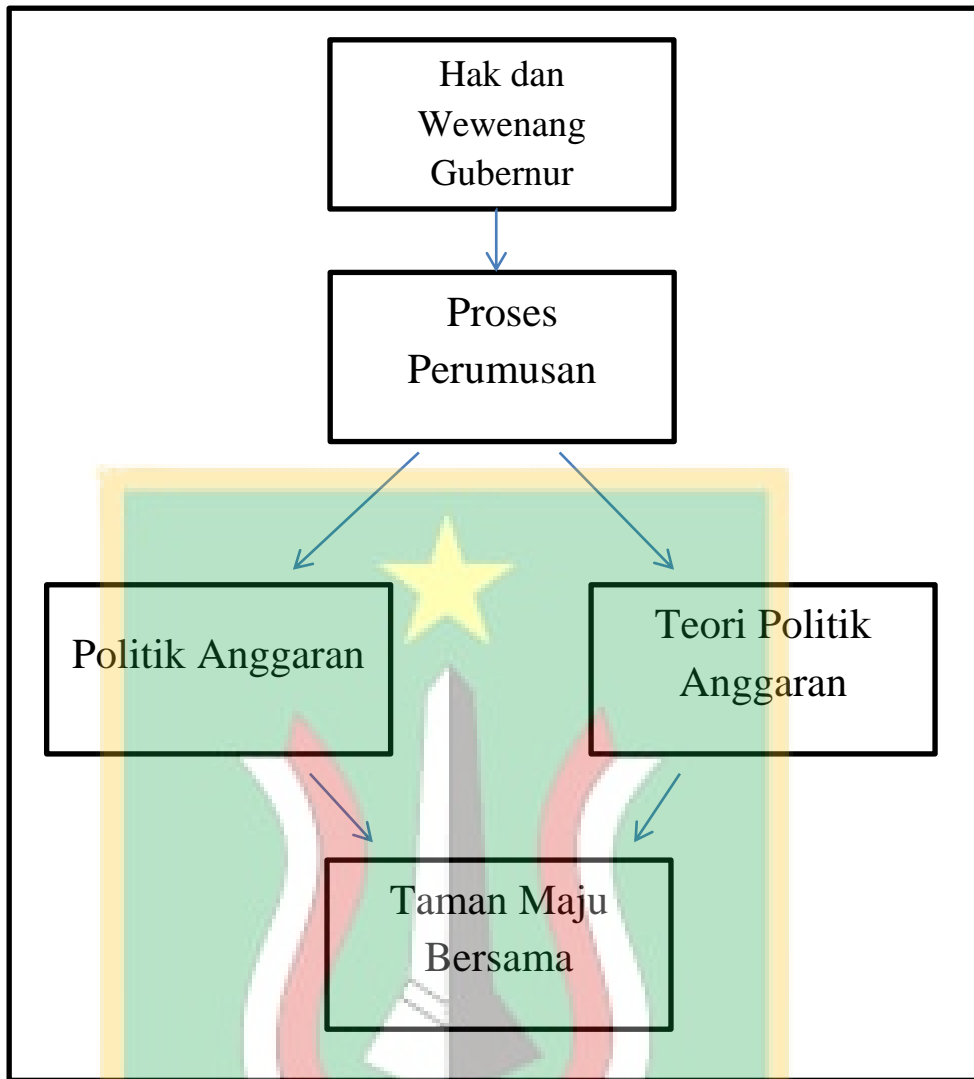 Hak dan
Wewenang
Gubernur
Proses
Perumusan
Politik Anggaran
Teori Politik
Anggaran
Taman Maju
Bersama